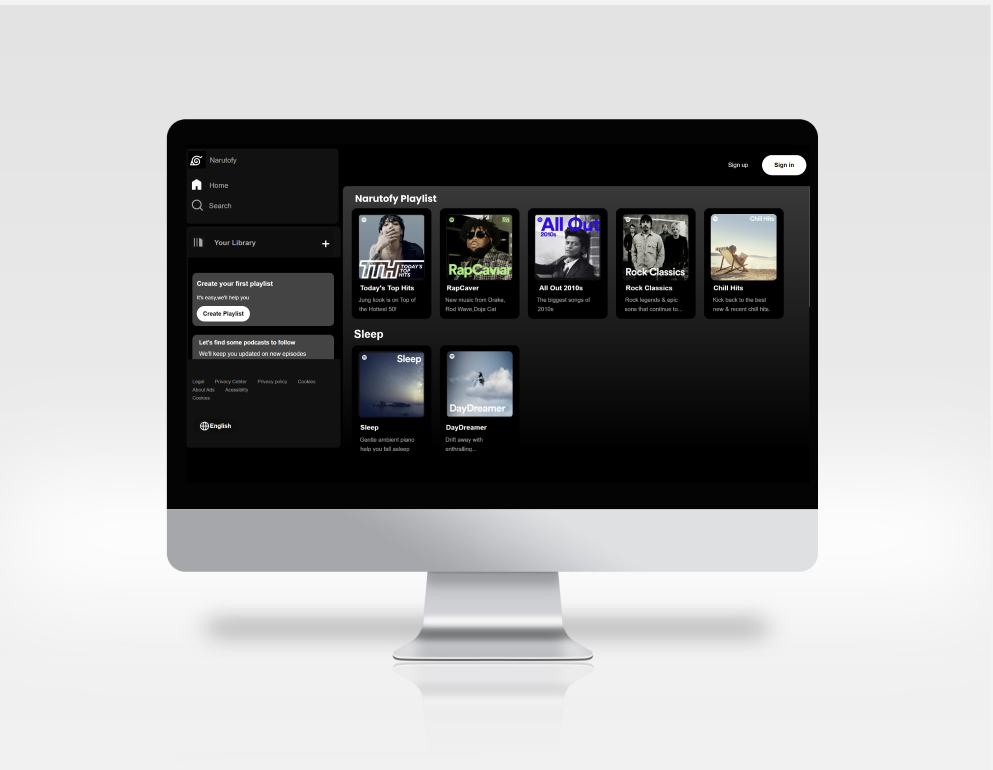 Narutofy
Home
Search
Your Library
+
Create your first playlist
It's easy,we'll help you
Create Playlist
Let's find some podcasts to follow
We'll keep you updated on new episodes
Legal Privacy Center Privacy policy Cookies
About Ads Accesiblity
Cookies
English
Sign up
Sign in
Narutofy Playlist
TTH TODAY'S
TOP
HITS
Today's Top Hits
Jung kook is on Top of
the Hottest 50!
RapCaviar
RapCaver
New music from Drake,
Rod Wave,Doja Cat
All Out
2010s
All Out 2010s
The biggest songs of
2010s
Rock Classics
Rock Classics
Rock legends & epic
sons that continue to...
Chill Hits
Chill Hits
Kick back to the best
new & recent chill hits.
Sleep
Sleep
Sleep
Gentle ambient piano
help you fall asleep
DayDreamer
DayDreamer
Drift away with
enthralling...